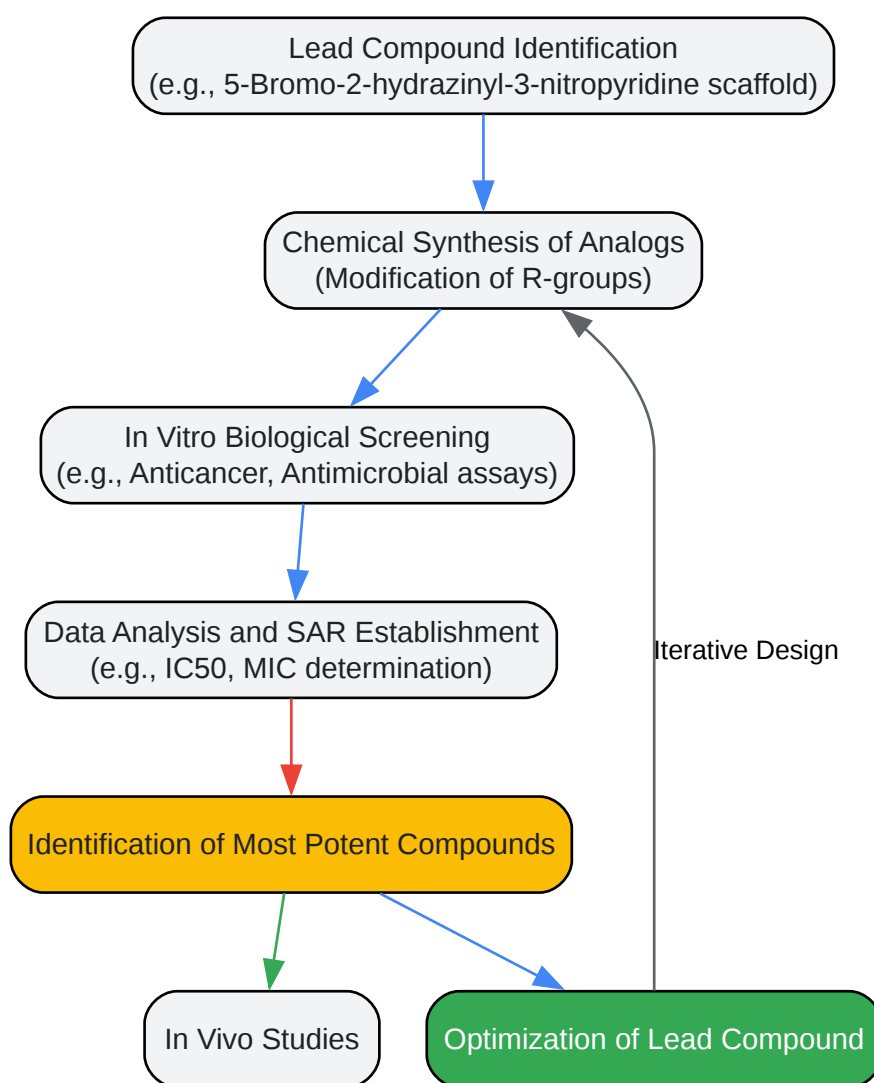 Lead Compound Identification
(e.g., 5-Bromo-2-hydrazinyl-3-nitropyridine scaffold)
Chemical Synthesis of Analogs
(Modification of R-groups)
In Vitro Biological Screening
(e.g., Anticancer, Antimicrobial assays)
Data Analysis and SAR Establishment
(e.g., IC50, MIC determination)
Iterative Design
Identification of Most Potent Compounds
In Vivo Studies
Optimization of Lead Compound